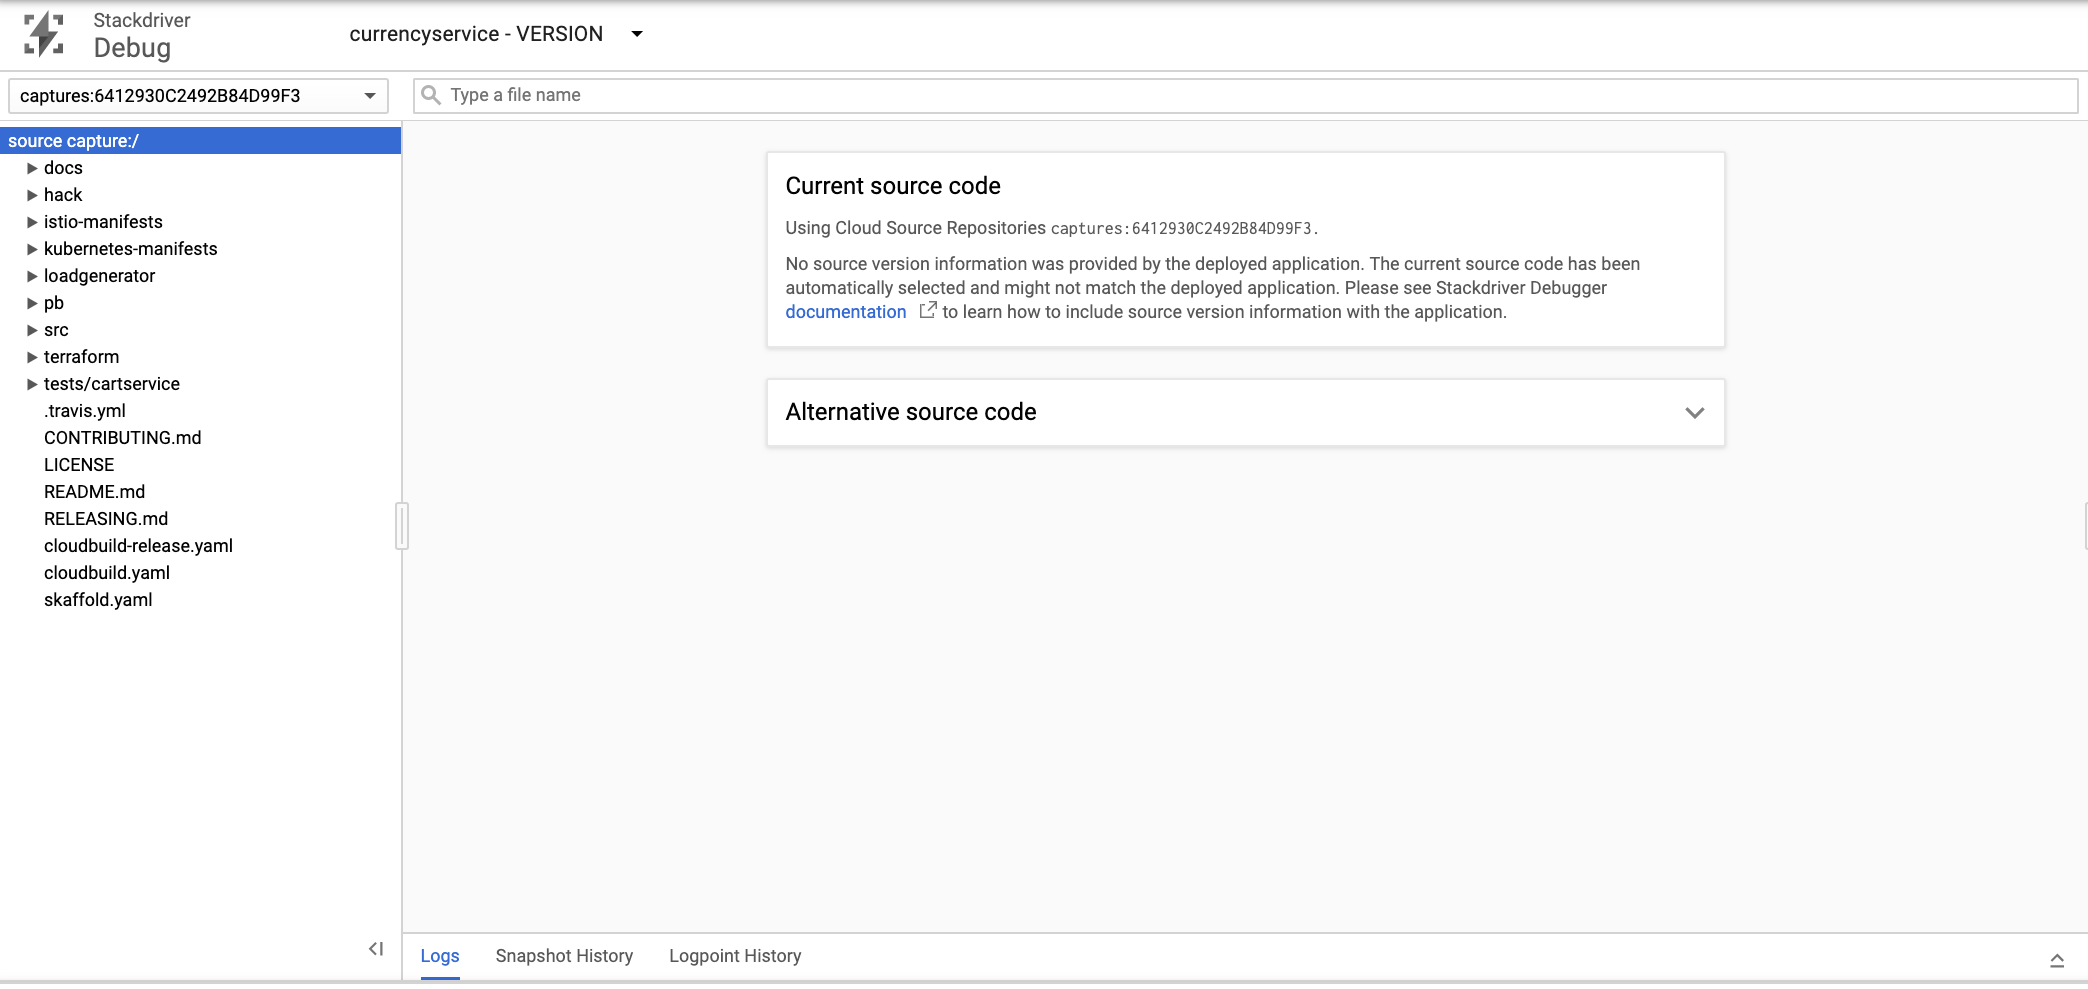 Stackdriver
Debug
currencyservice - VERSION
captures:6412930C2492B84D99F3
Type a file name
source capture:/
docs
hack
istio-manifests
kubernetes-manifests
loadgenerator
pb
src
terraform
tests/cartservice
.travis.yml
CONTRIBUTING.md
LICENSE
README.md
RELEASING.md
cloudbuild-release.yaml
cloudbuild.yaml
skaffold.yaml
Current source code
Using Cloud Source Repositories captures:6412930C2492B84D99F3.
No source version information was provided by the deployed application. The current source code has been
automatically selected and might not match the deployed application. Please see Stackdriver Debugger
documentation to learn how to include source version information with the application.
Alternative source code
Logs Snapshot History Logpoint History